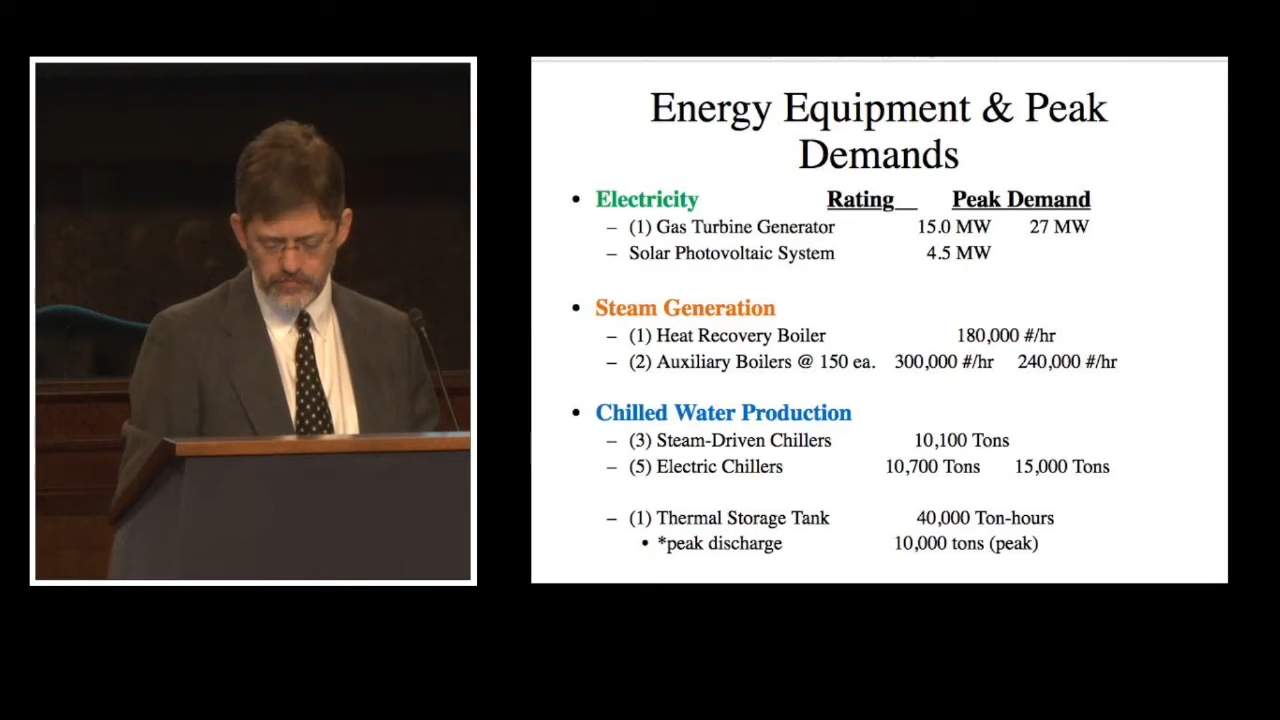 Energy Equipment & Peak
Demands
• Electricity Rating Peak Demand
– (1) Gas Turbine Generator 15.0 MW 27 MW
– Solar Photovoltaic System 4.5 MW
• Steam Generation
– (1) Heat Recovery Boiler 180,000 #/hr
– (2) Auxiliary Boilers @ 150 ea. 300,000 #/hr 240,000 #/hr
• Chilled Water Production
– (3) Steam-Driven Chillers 10,100 Tons
– (5) Electric Chillers 10,700 Tons 15,000 Tons
– (1) Thermal Storage Tank 40,000 Ton-hours
• *peak discharge 10,000 tons (peak)